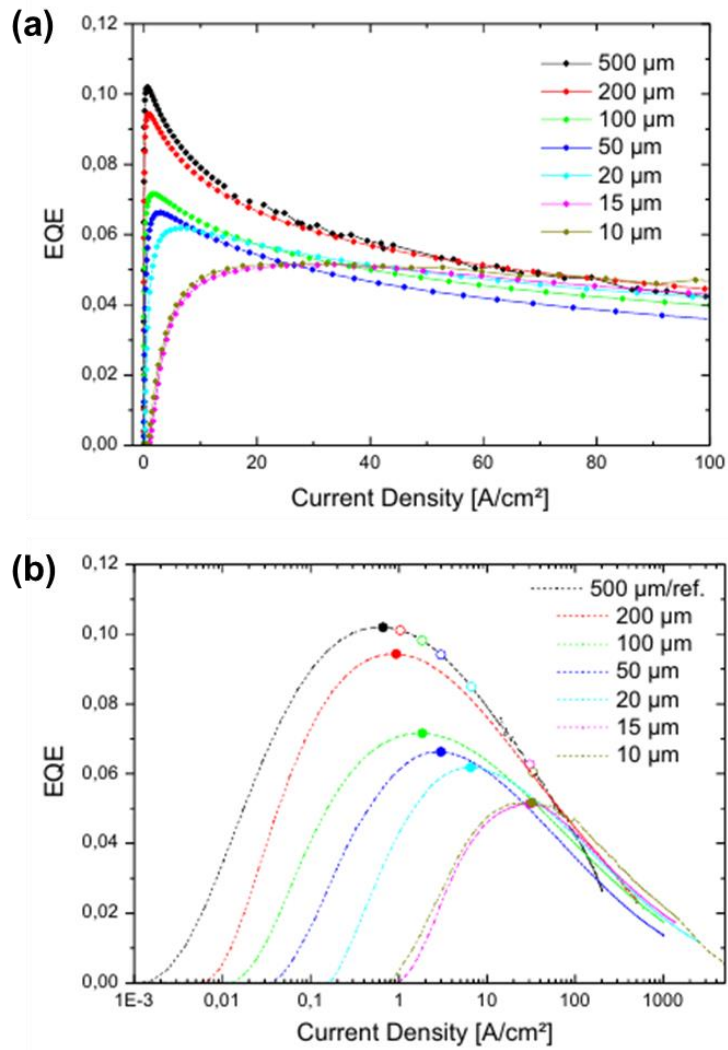 (a)
0,12
0,10
0,08
0,06
0,04
0,02
0,00
EQE
500 µm
200 µm
100 µm
50 µm
20 µm
15 µm
10 µm
0
20
40
60
80
100
Current Density [A/cm²]
(b)
0,12
0,10
0,08
0,06
0,04
0,02
0,00
EQE
500 µm/ref.
200 µm
100 µm
50 µm
20 µm
15 µm
10 µm
1E-3
0,01
0,1
1
10
100
1000
Current Density [A/cm²]